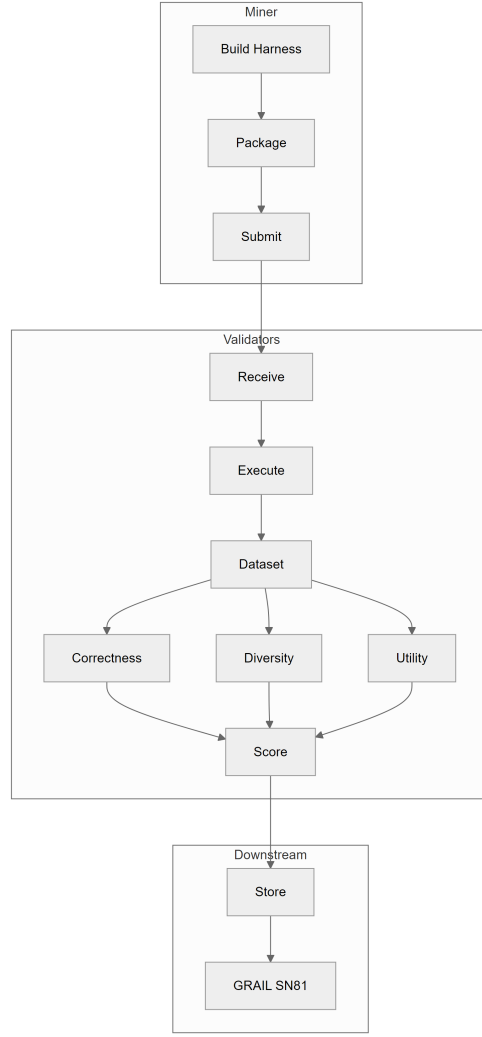 Miner
Build Harness
Package
Submit
Validators
Receive
Execute
Dataset
Correctness
Diversity
Utility
Score
Downstream
Store
GRAIL SN81